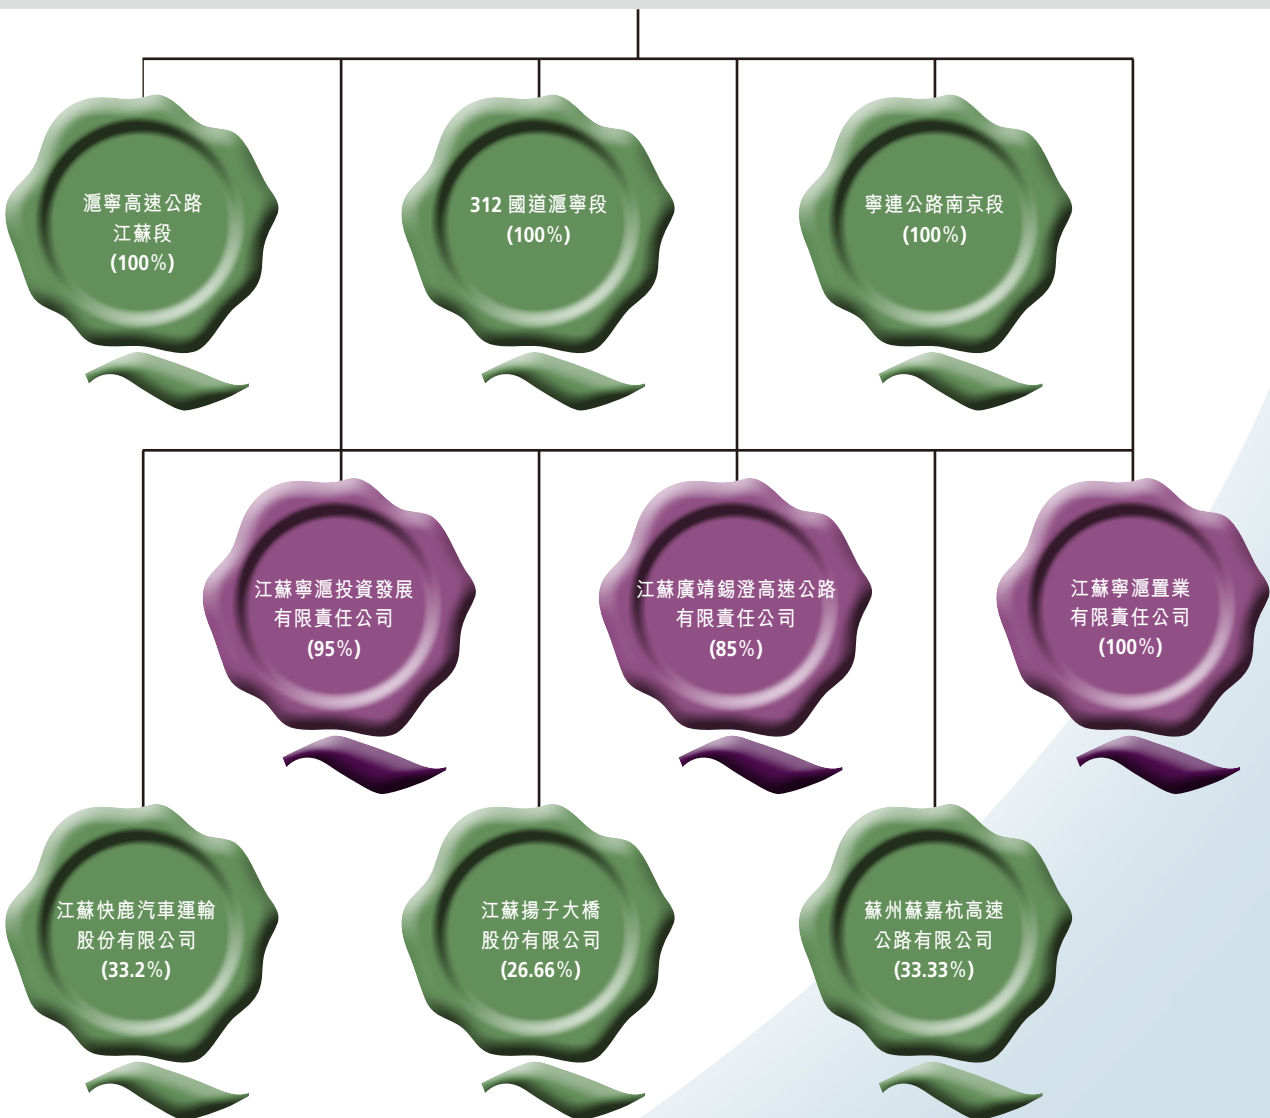 滬寧高速公路
江蘇段
(100%)
312 國道滬寧段
(100%)
寧連公路南京段
(100%)
江蘇寧滬投資發展
有限責任公司
(95%)
江蘇廣靖錫澄高速公路
有限責任公司
(85%)
江蘇寧滬置業
有限責任公司
(100%)
江蘇快鹿汽車運輸
股份有限公司
(33.2%)
江蘇揚子大橋
股份有限公司
(26.66%)
蘇州蘇嘉杭高速
公路有限公司
(33.33%)